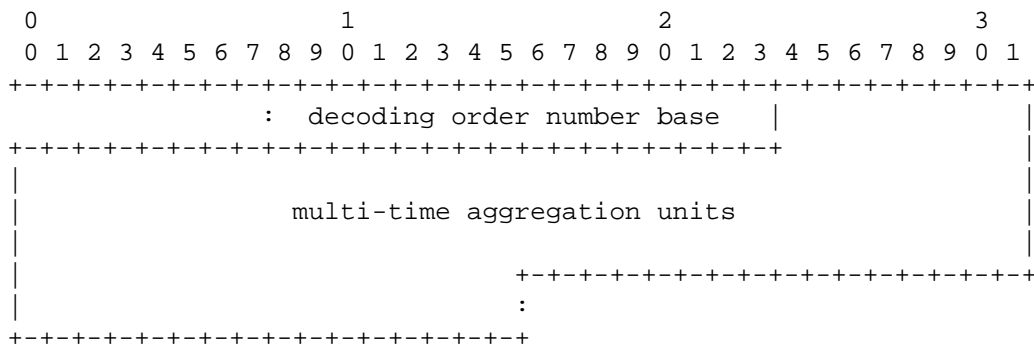 0                   1                   2                   3
 0 1 2 3 4 5 6 7 8 9 0 1 2 3 4 5 6 7 8 9 0 1 2 3 4 5 6 7 8 9 0 1
+-+-+-+-+-+-+-+-+-+-+-+-+-+-+-+-+-+-+-+-+-+-+-+-+-+-+-+-+-+-+-+-+
                :  decoding order number base   |               |
+-+-+-+-+-+-+-+-+-+-+-+-+-+-+-+-+-+-+-+-+-+-+-+-+               |
|                                                               |
|                 multi-time aggregation units                  |
|                                                               |
|                               +-+-+-+-+-+-+-+-+-+-+-+-+-+-+-+-+
|                               :
+-+-+-+-+-+-+-+-+-+-+-+-+-+-+-+-+